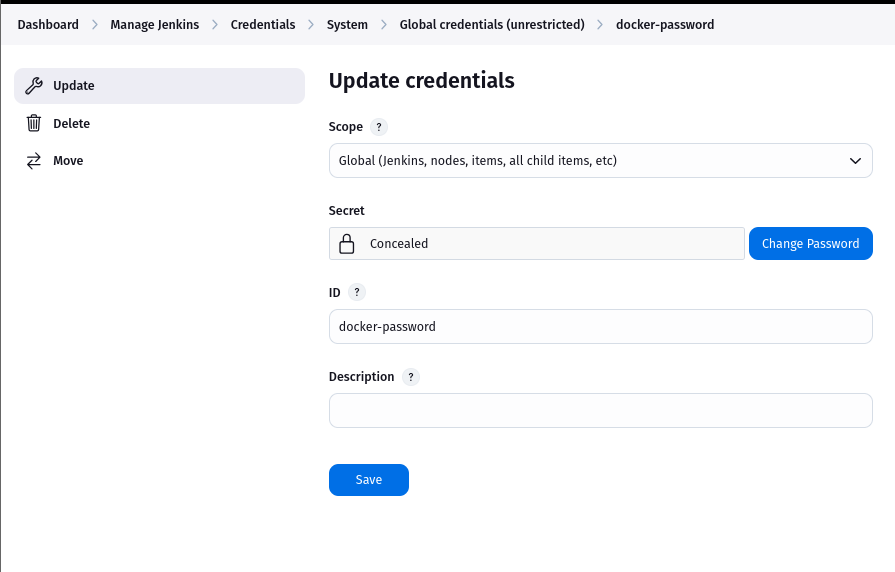 Dashboard > Manage Jenkins > Credentials > System > Global credentials (unrestricted) > docker-password
Update
Delete
Move
Update credentials
Scope ?
Global (Jenkins, nodes, items, all child items, etc)
Secret
Concealed
Change Password
ID ?
docker-password
Description ?
Save